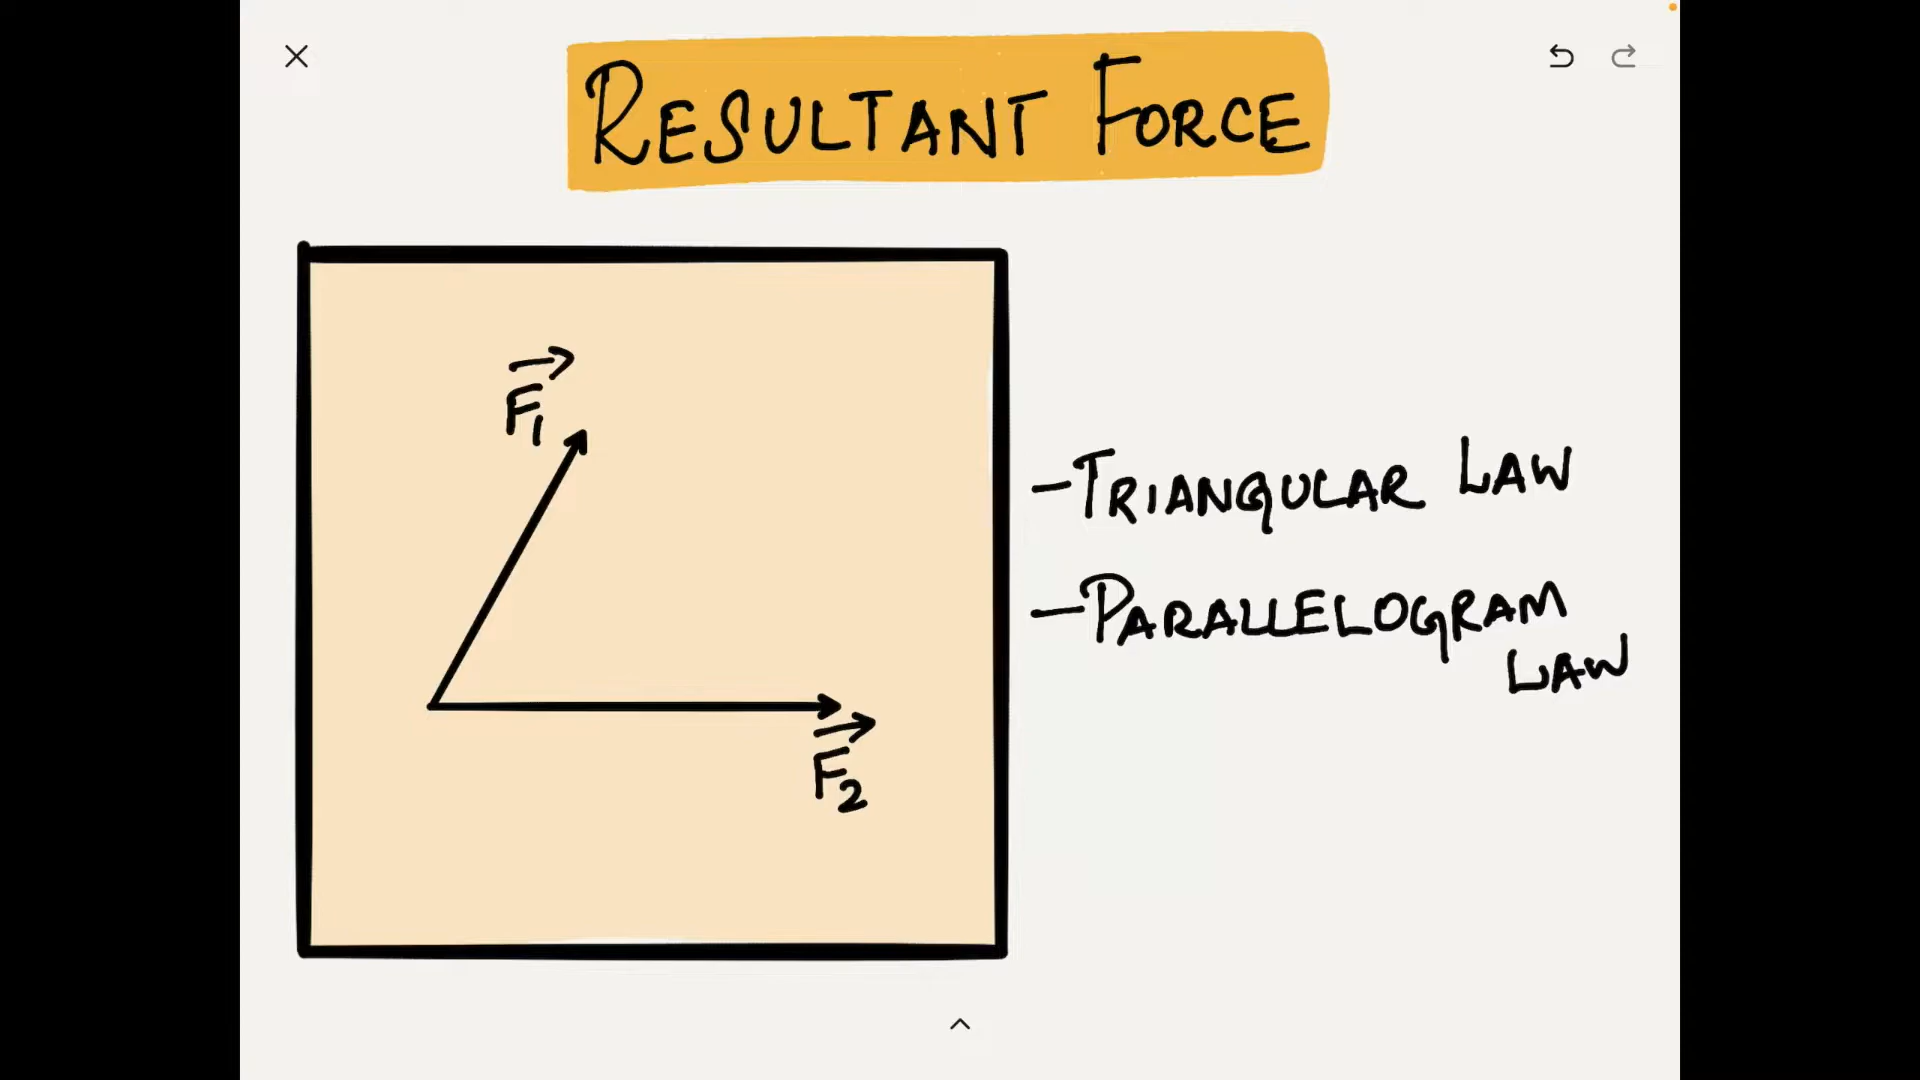 RESULTANT FORCE
F1
F2
-TRIANGULAR LAW
-PARALLELOGRAM
LAW